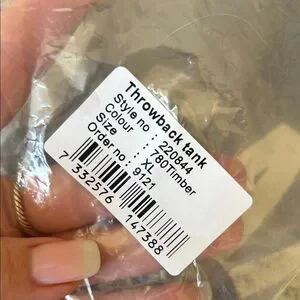 Throwback tank
Style no : 220844
Colour : 780Timber
Size : XL
Order no : 9121
7 332576 147388